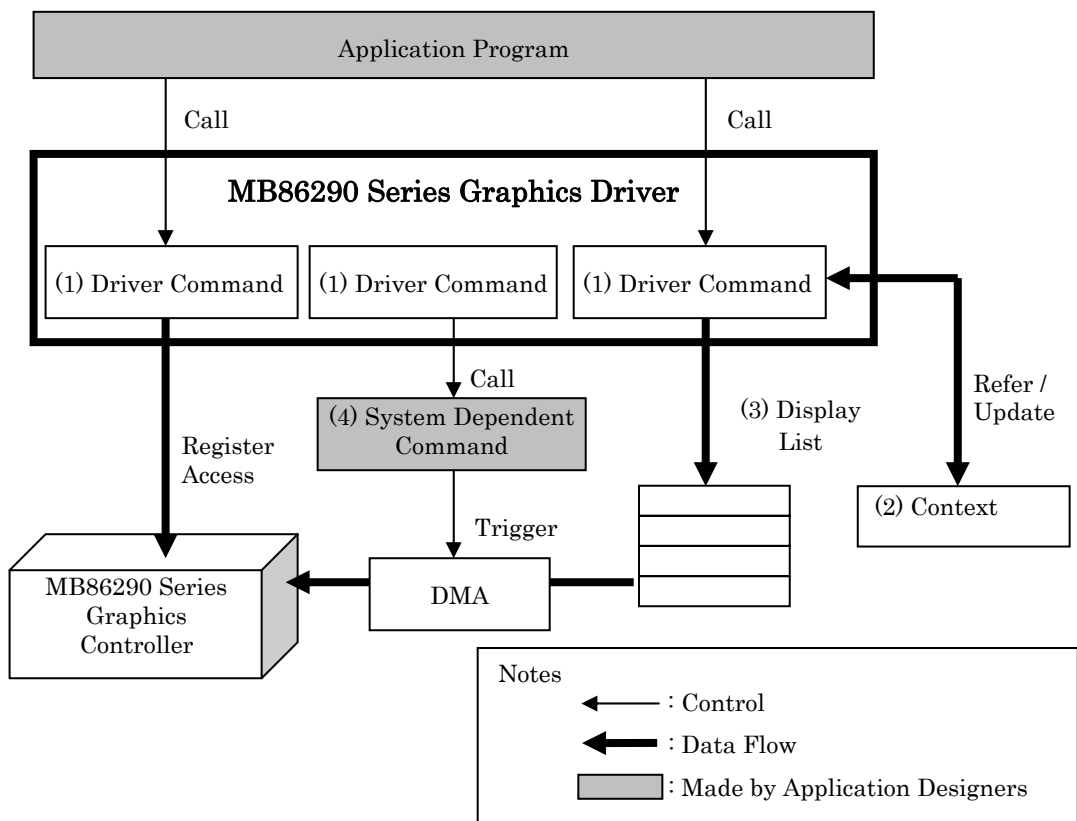 Application Program
Call
Call
MB86290 Series Graphics Driver
(1) Driver Command
(1) Driver Command
(1) Driver Command
Call
(4) System Dependent
Command
(3) Display
List
Refer /
Update
Register
Access
(2) Context
Trigger
MB86290 Series
Graphics
Controller
DMA
Notes
: Control
: Data Flow
: Made by Application Designers